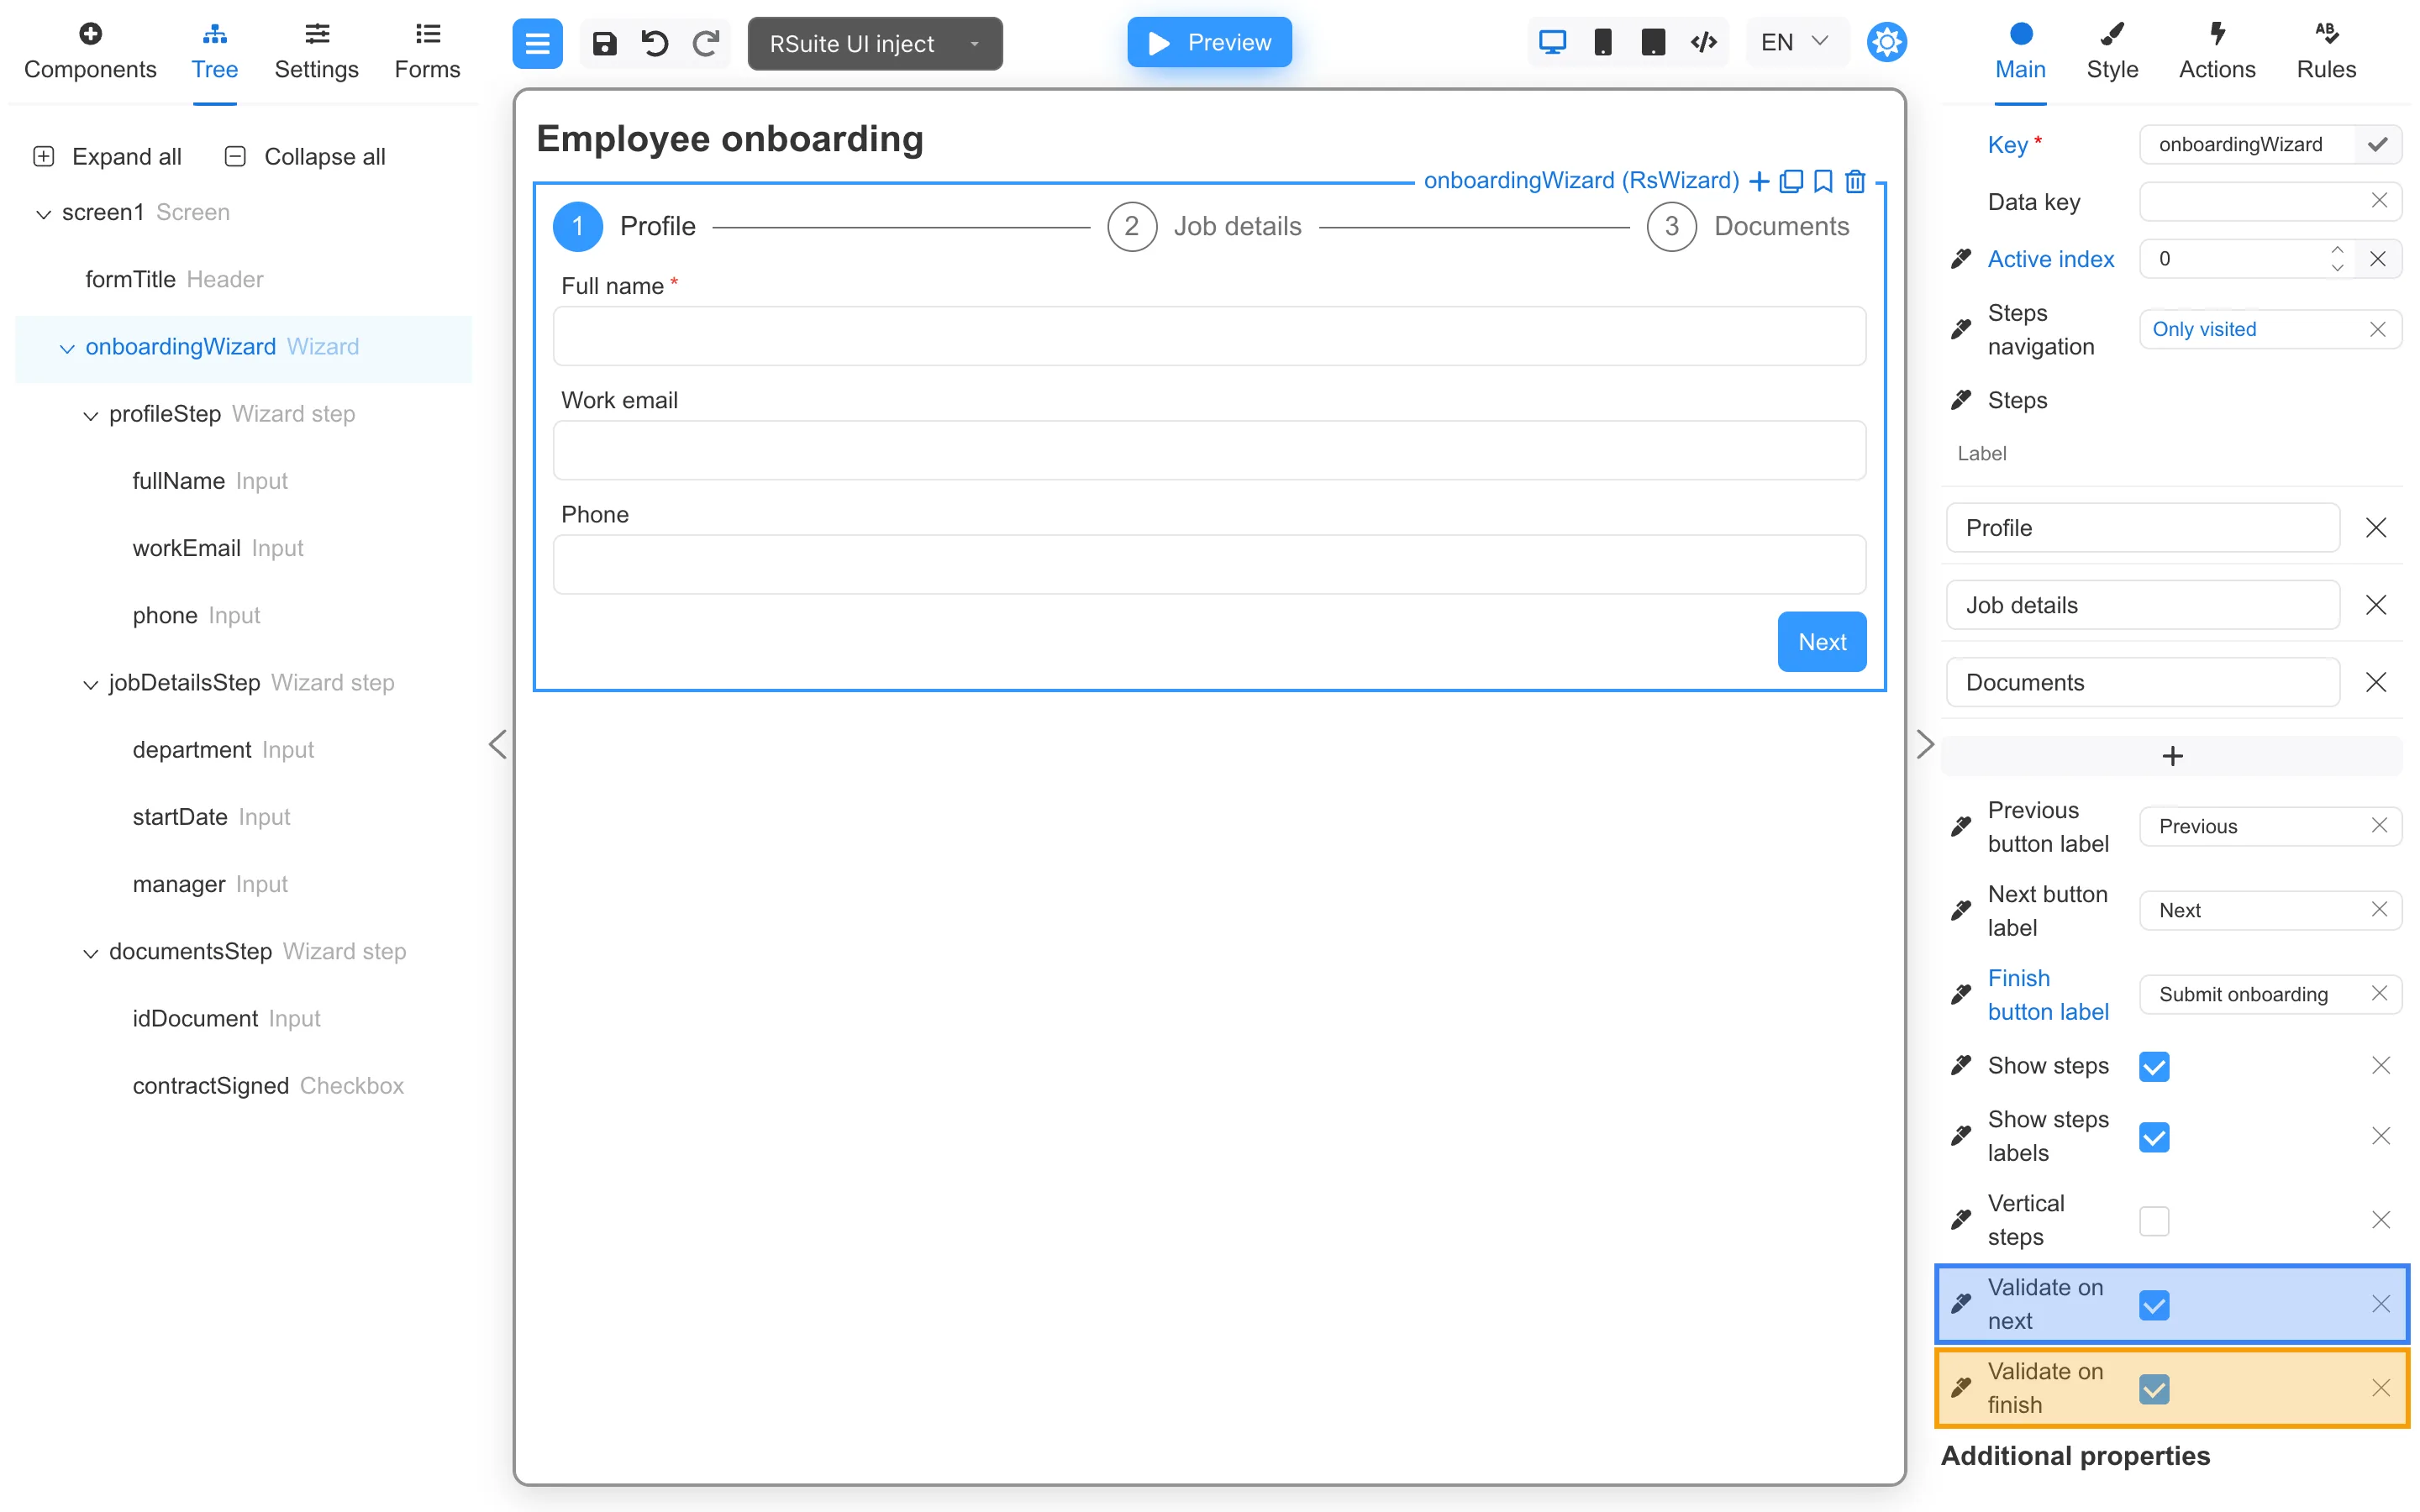 Components
Tree
Settings
Forms
RSuite UI inject
Preview
EN
Main
Style
Actions
AB
Rules
Expand all
Collapse all
screen1 Screen
formTitle Header
onboardingWizard Wizard
profileStep Wizard step
fullName Input
workEmail Input
phone Input
jobDetailsStep Wizard step
department Input
startDate Input
manager Input
documentsStep Wizard step
idDocument Input
contractSigned Checkbox
Employee onboarding
onboardingWizard (RsWizard)
1 Profile
2 Job details
3 Documents
Full name *
Work email
Phone
Next
Key * onboardingWizard
Data key
Active index 0
Steps
navigation
Only visited
Steps
Label
Profile
Job details
Documents
Previous
button label
Previous
Next button
label
Next
Finish
button label
Submit onboarding
Show steps
Show steps
labels
Vertical
steps
Validate on
next
Validate on
finish
Additional properties